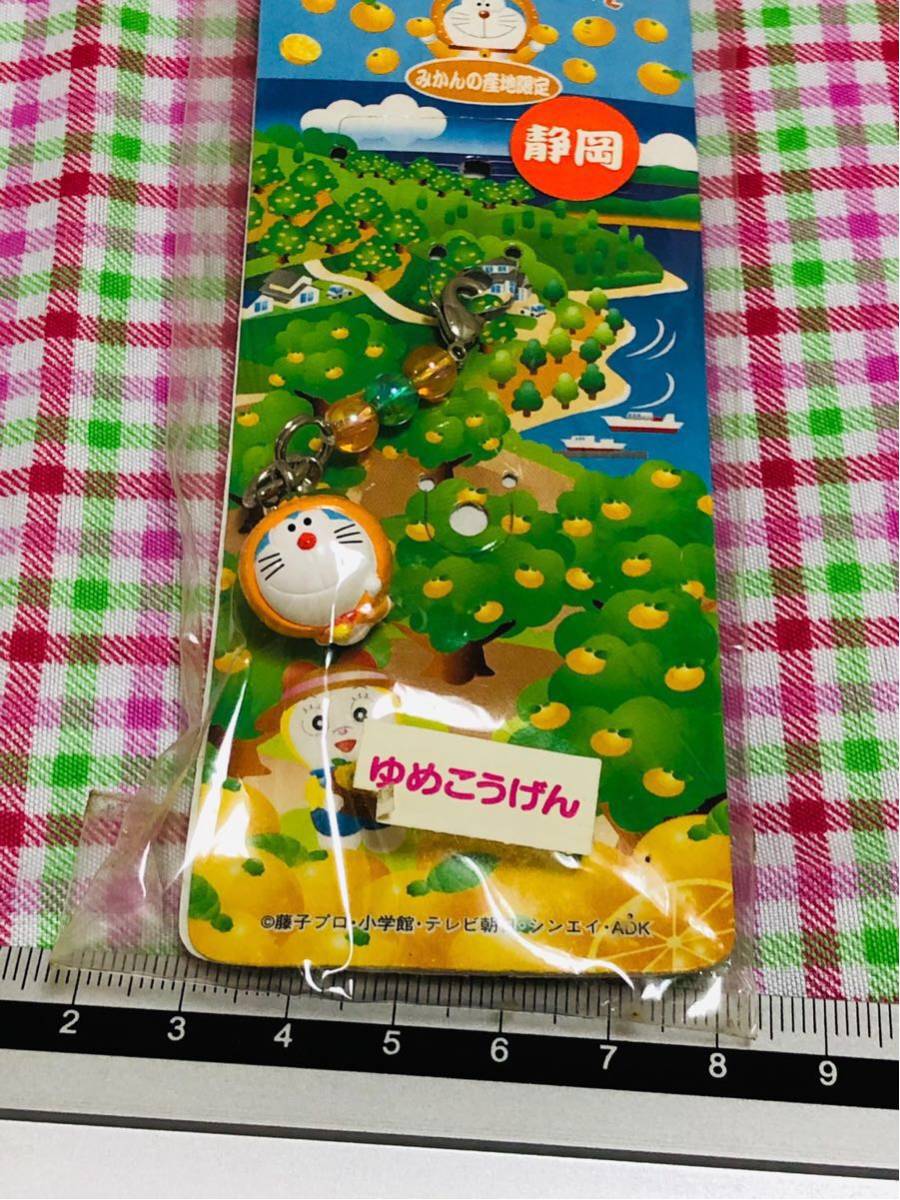 みかんの産地限定
静岡
ゆめこうげん
©藤子プロ・小学館・テレビ朝日・シンエイ・ADK
2 3 4 5 6 7 8 9